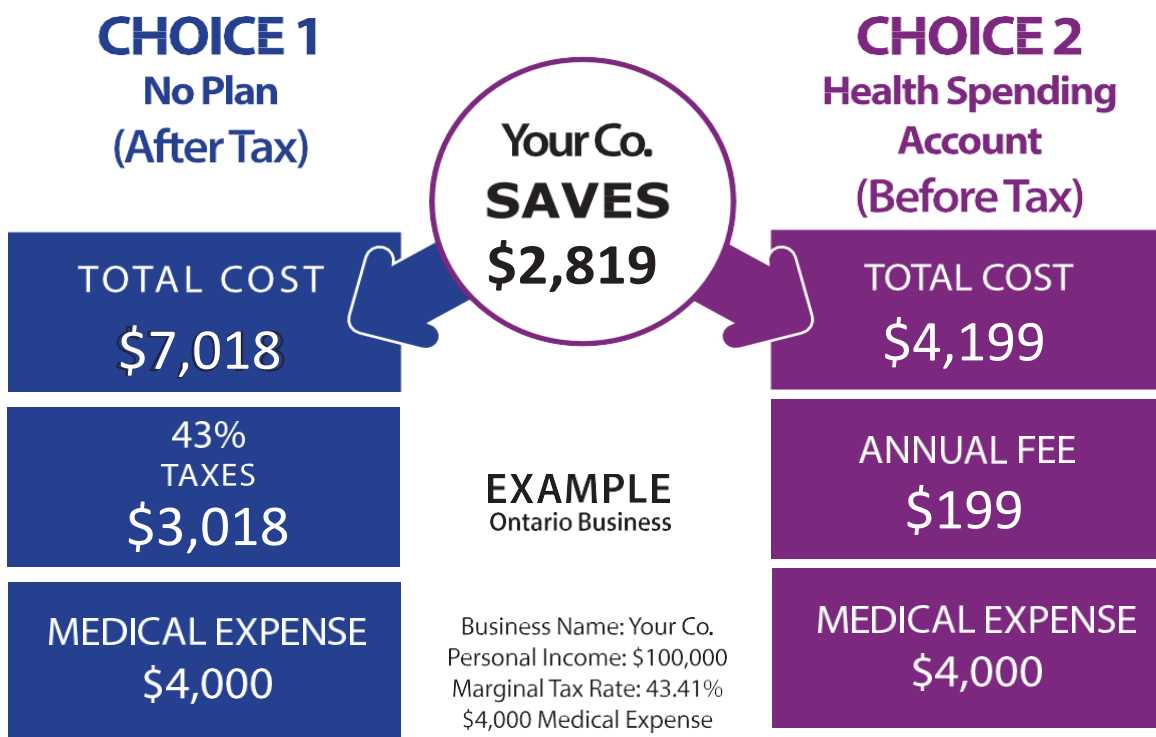 CHOICE 1
No Plan
(After Tax)
TOTAL COST
$7,018
43%
TAXES
$3,018
MEDICAL EXPENSE
$4,000
Your Co.
SAVES
$2,819
EXAMPLE
Ontario Business
Business Name: Your Co.
Personal Income: $100,000
Marginal Tax Rate: 43.41%
$4,000 Medical Expense
CHOICE 2
Health Spending
Account
(Before Tax)
TOTAL COST
$4,199
ANNUAL FEE
$199
MEDICAL EXPENSE
$4,000